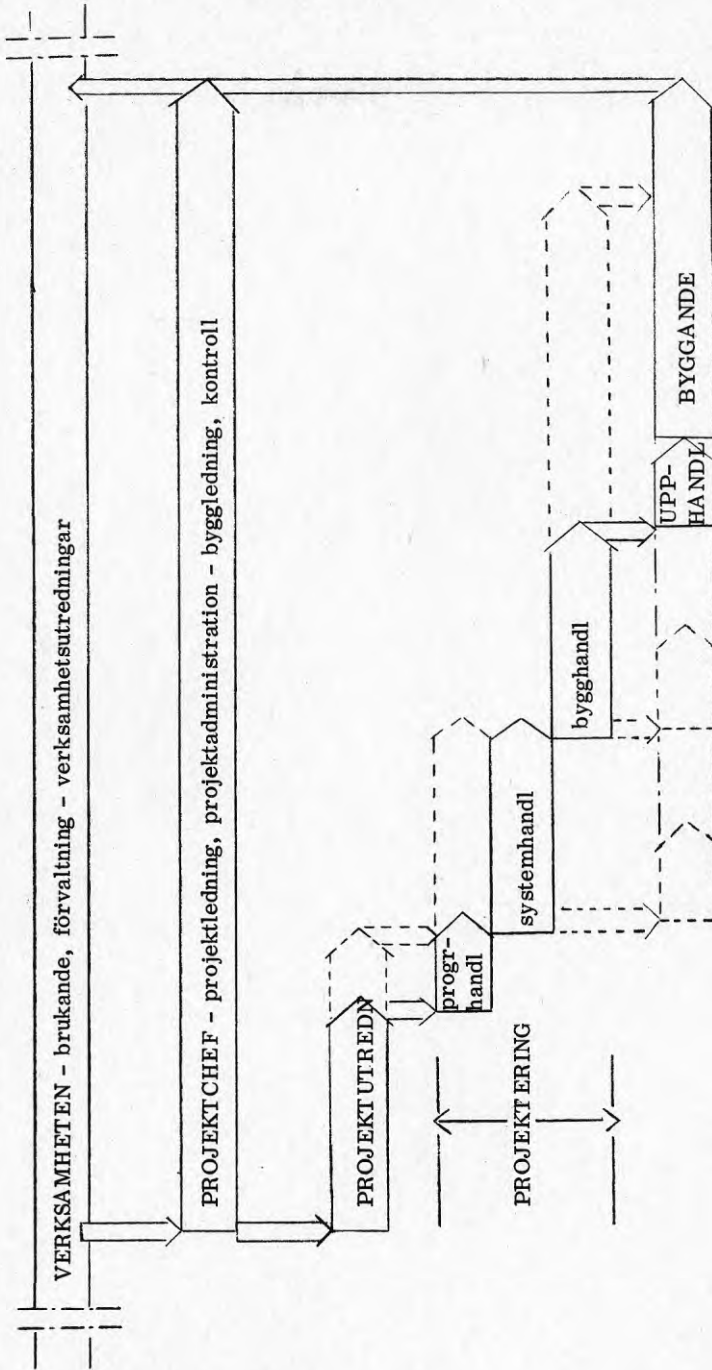 VERKSAMHETEN - brukande, förvaltning - verksamhetsutredningar
PROJEKTCHEF - projektledning, projektadministration - byggledning, kontroll
PROJEKTUTREDN
PROJEKTERING
progr-
handl
systemhandl
bygghandl
UPP-
HANDL
BYGGANDE